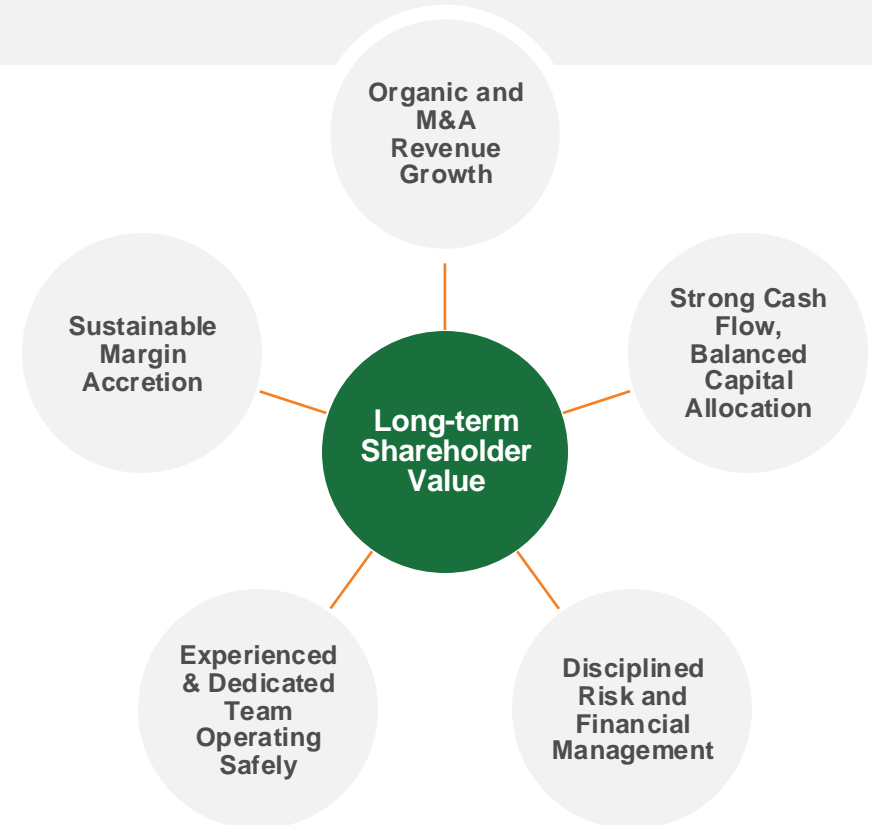 Organic and
M&A
Revenue
Growth
Strong Cash
Flow,
Balanced
Capital
Allocation
Sustainable
Margin
Accretion
Long-term
Shareholder
Value
Experienced
& Dedicated
Team
Operating
Safely
Disciplined
Risk and
Financial
Management